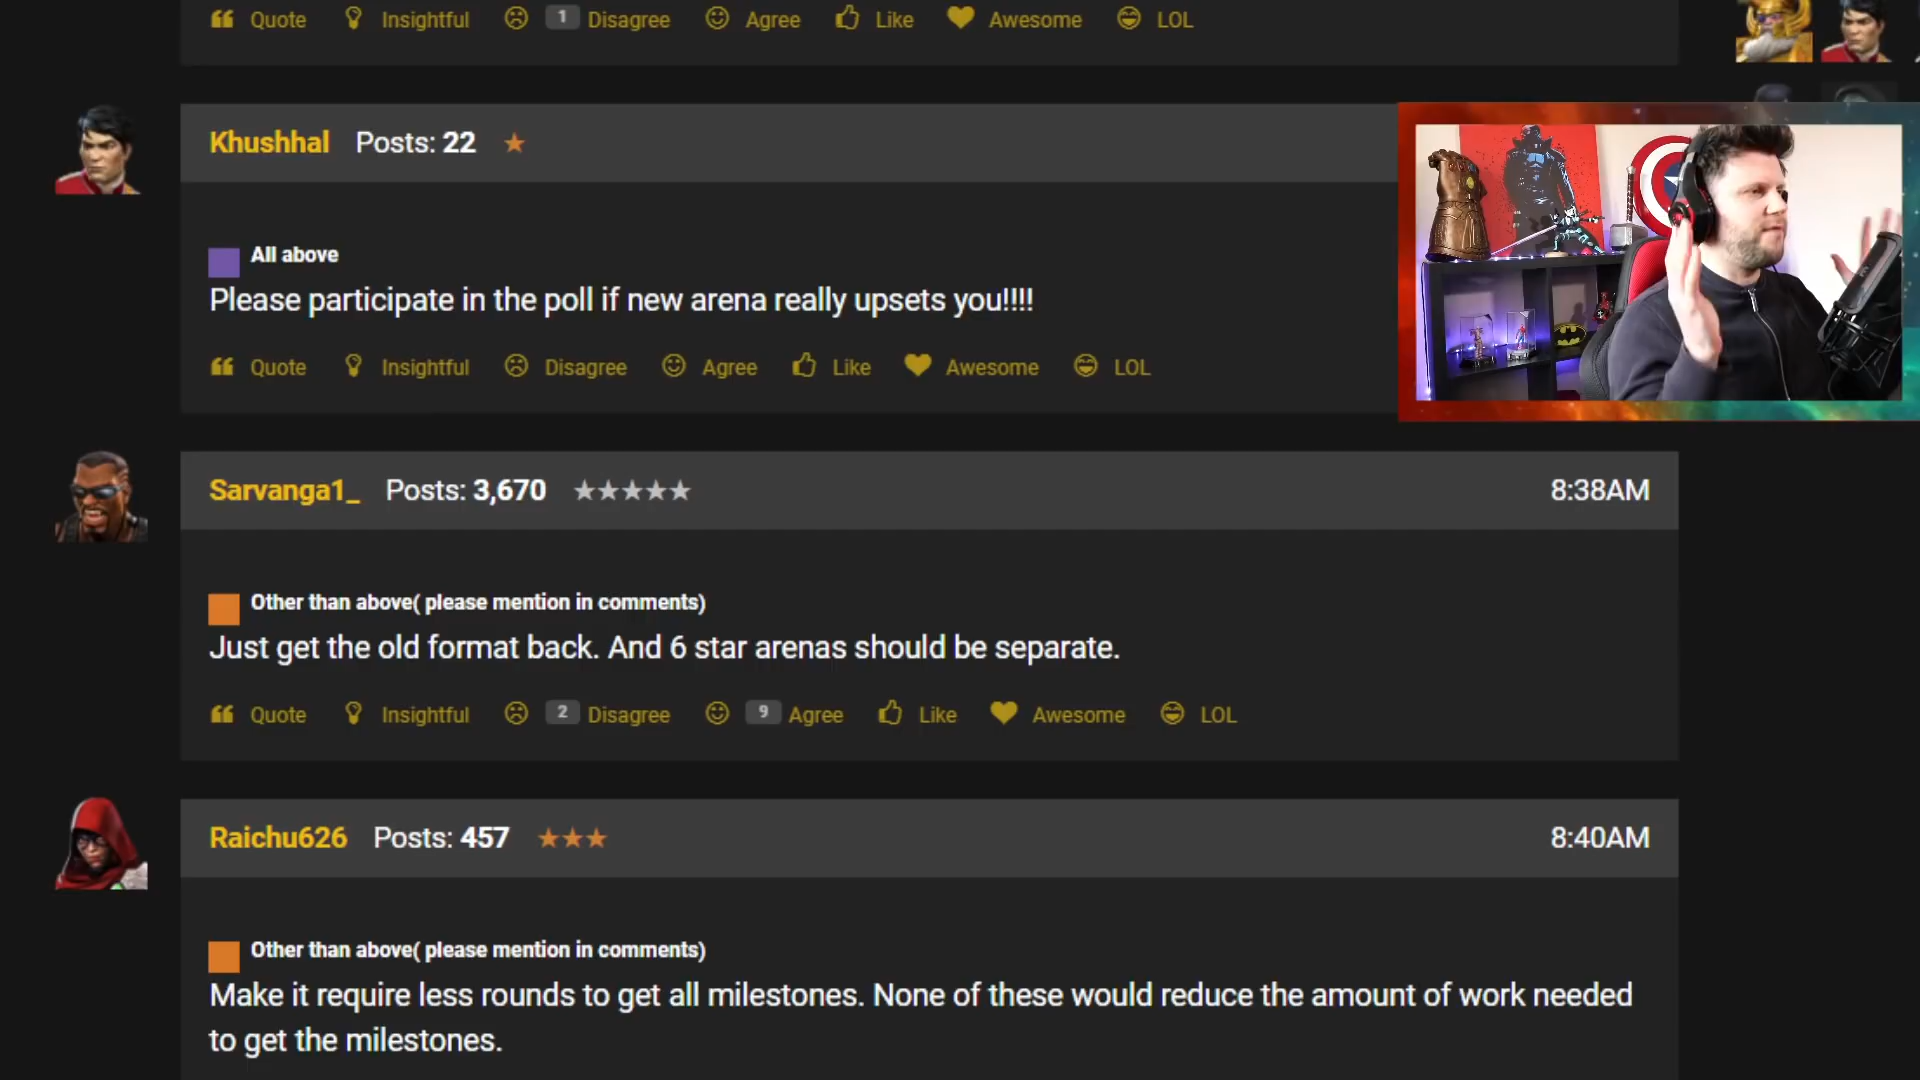 Quote Insightful 1 Disagree Agree Like Awesome LOL
Khushhal Posts: 22
All above
Please participate in the poll if new arena really upsets you!!!!
Quote Insightful Disagree Agree Like Awesome LOL
Sarvanga1_ Posts: 3,670 8:38AM
Other than above( please mention in comments)
Just get the old format back. And 6 star arenas should be separate.
Quote Insightful 2 Disagree 9 Agree Like Awesome LOL
Raichu626 Posts: 457 8:40AM
Other than above( please mention in comments)
Make it require less rounds to get all milestones. None of these would reduce the amount of work needed
to get the milestones.